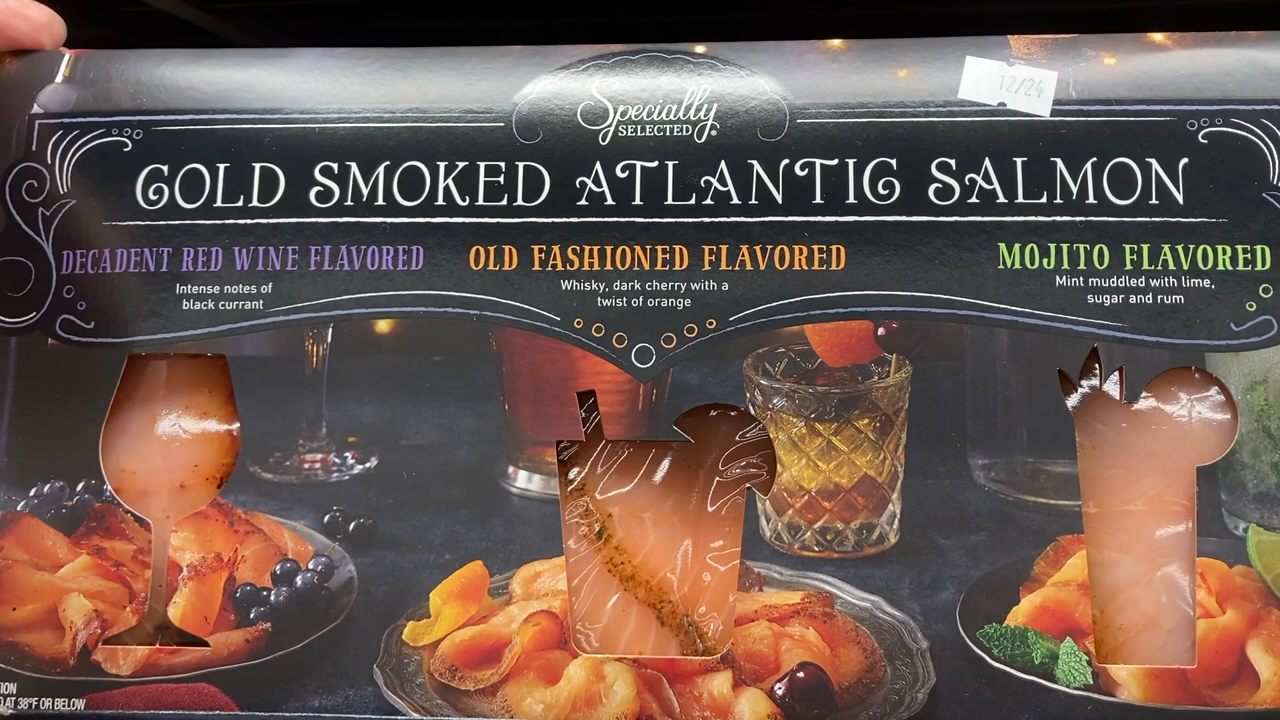 12/24
Specially
SELECTED®
COLD SMOKED ATLANTIC SALMON
DECADENT RED WINE FLAVORED
Intense notes of
black currant
OLD FASHIONED FLAVORED
Whisky, dark cherry with a
twist of orange
MOJITO FLAVORED
Mint muddled with lime,
sugar and rum
AT 38°F OR BELOW